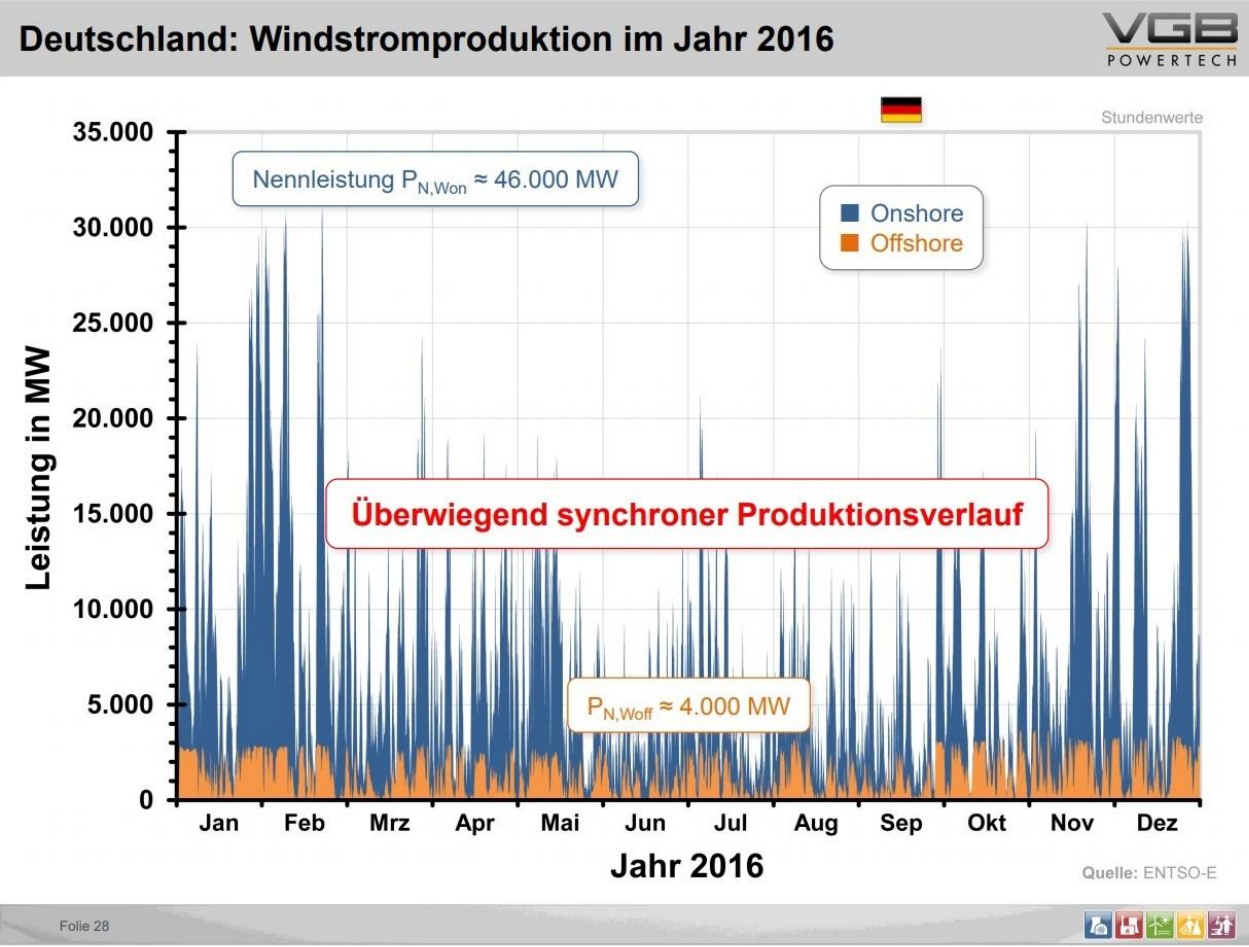 Deutschland: Windstromproduktion im Jahr 2016
VGB
POWERTECH
Stundenwerte
35.000
30.000
25.000
20.000
15.000
10.000
5.000
0
Leistung in MW
Nennleistung P N,Won ≈ 46.000 MW
Onshore
Offshore
Überwiegend synchroner Produktionsverlauf
P N,Woff ≈ 4.000 MW
Jan Feb Mrz Apr Mai Jun Jul Aug Sep Okt Nov Dez
Jahr 2016
Quelle: ENTSO-E
Folie 28